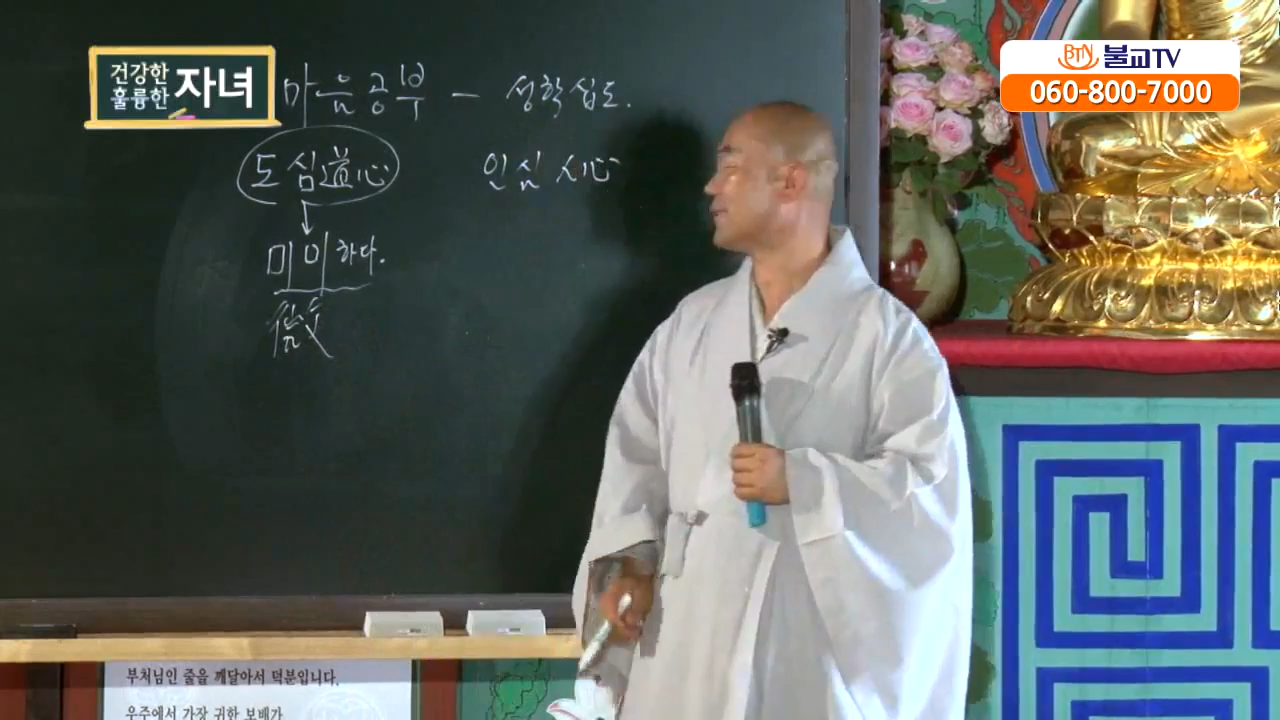 건강한
훌륭한 자녀
마음공부 - 성학십도.
도심道心 인심 人心
미미하다.
微
BTN 불교TV
060-800-7000
부처님인 줄을 깨달아서 덕분입니다.
우주에서 가장 귀한 보배가